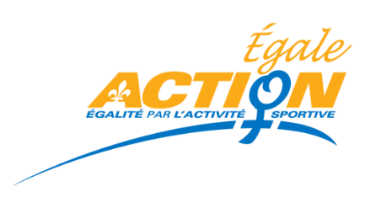 Égale
ACTION
ÉGALITÉ PAR L'ACTIVITÉ SPORTIVE